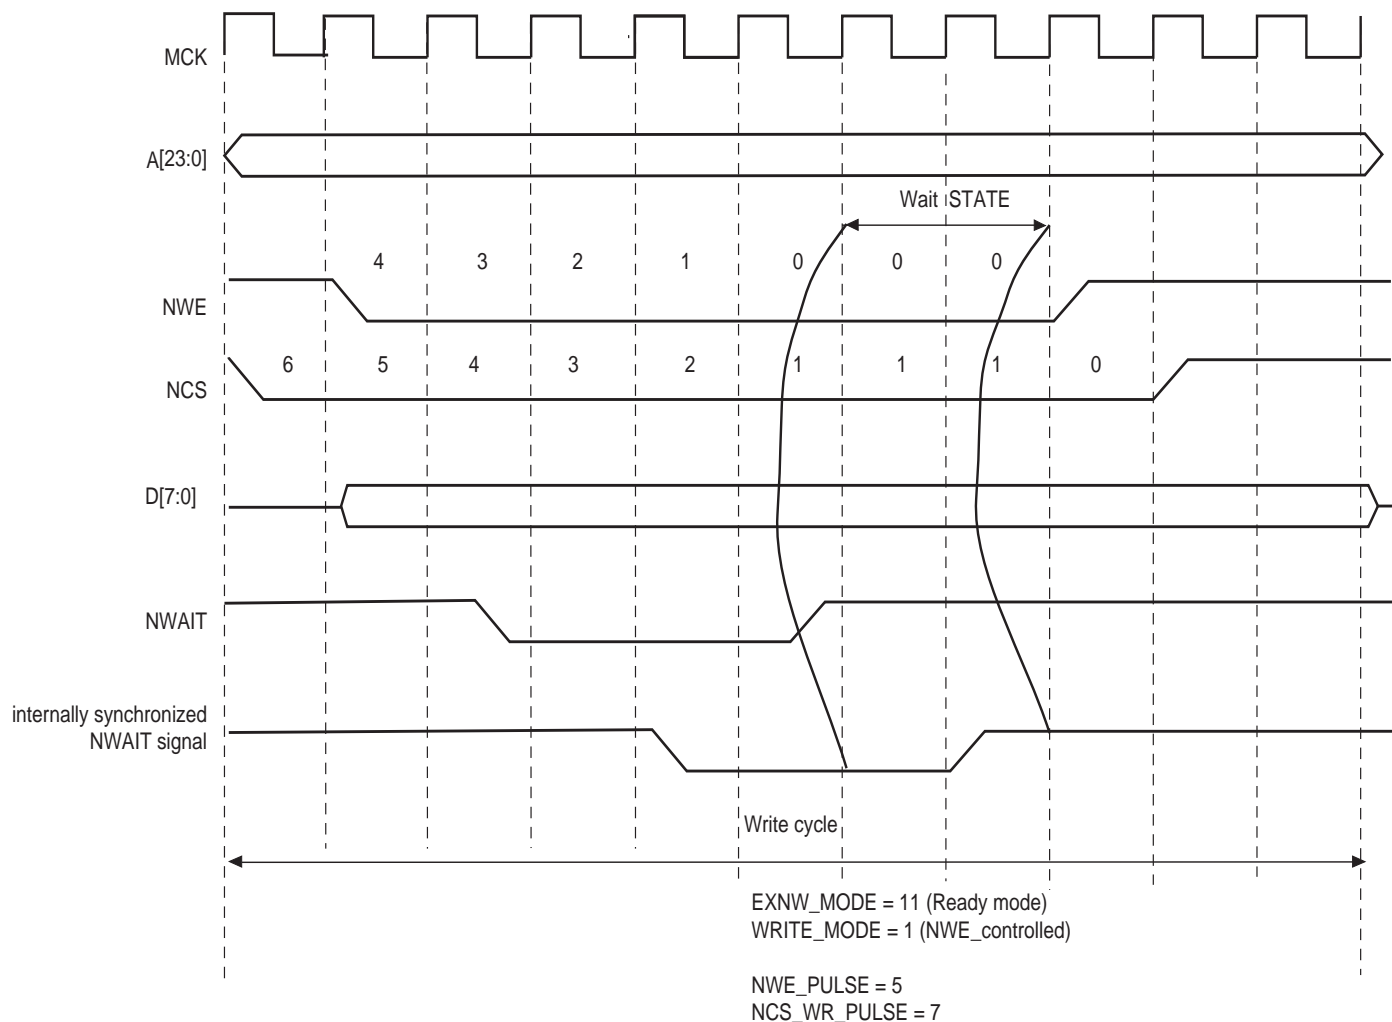 MCK
A[23:0]
Wait STATE
4 3 2 1 0 0 0
NWE
6 5 4 3 2 1 1 1 0
NCS
D[7:0]
NWAIT
internally synchronized
NWAIT signal
Write cycle
EXNW_MODE = 11 (Ready mode)
WRITE_MODE = 1 (NWE_controlled)
NWE_PULSE = 5
NCS_WR_PULSE = 7